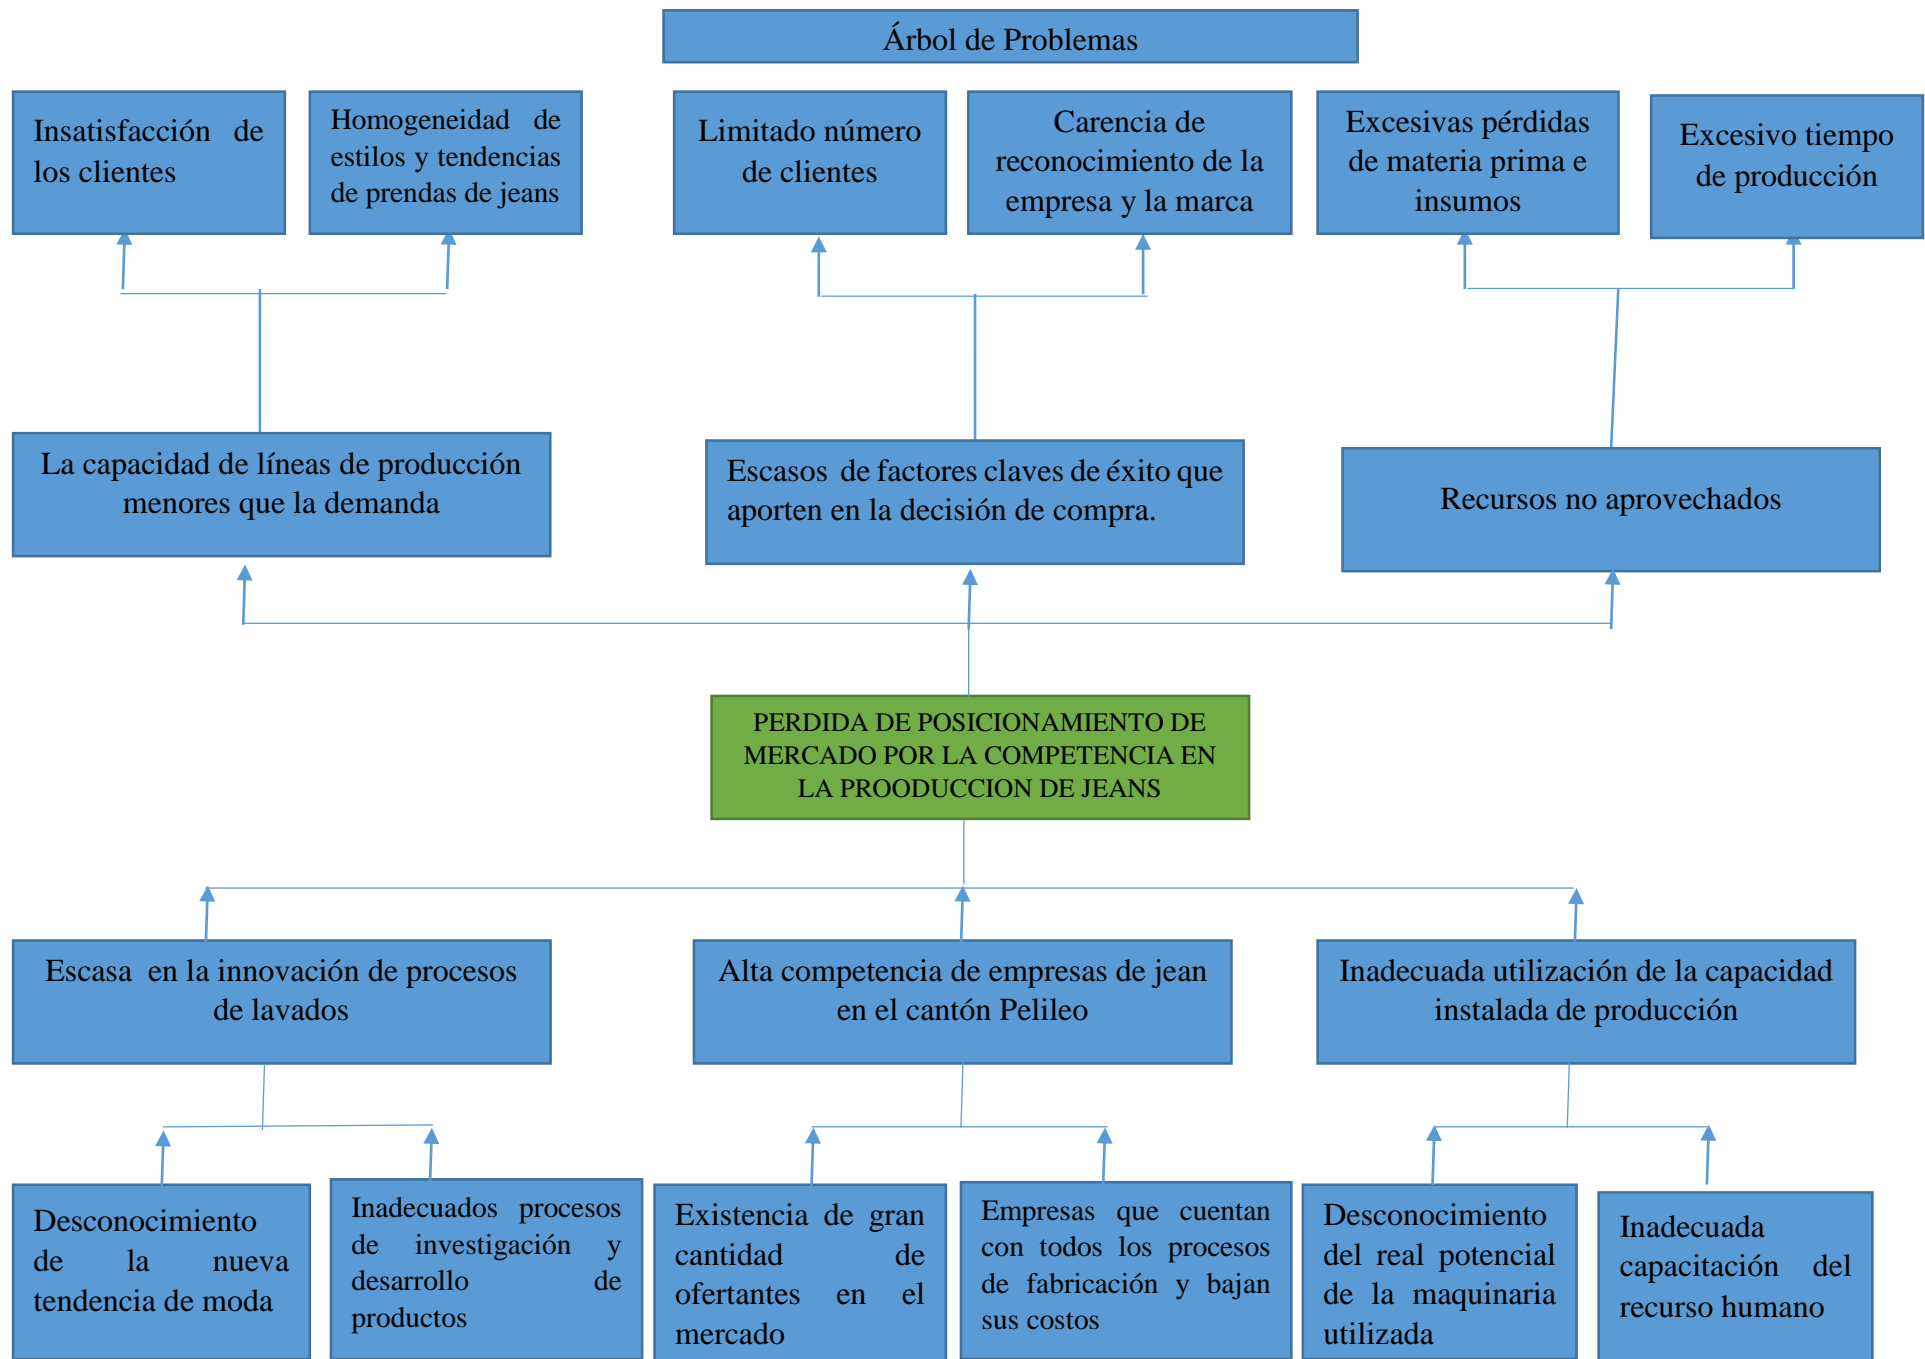 Árbol de Problemas
Insatisfacción de
los clientes
Homogeneidad de
estilos y tendencias
de prendas de jeans
Limitado número
de clientes
Carencia de
reconocimiento de la
empresa y la marca
Excesivas pérdidas
de materia prima e
insumos
Excesivo tiempo
de producción
La capacidad de líneas de producción
menores que la demanda
Escasos de factores claves de éxito que
aporten en la decisión de compra.
Recursos no aprovechados
PERDIDA DE POSICIONAMIENTO DE
MERCADO POR LA COMPETENCIA EN
LA PROODUCCION DE JEANS
Escasa en la innovación de procesos
de lavados
Alta competencia de empresas de jean
en el cantón Pelileo
Inadecuada utilización de la capacidad
instalada de producción
Desconocimiento
de la nueva
tendencia de moda
Inadecuados procesos
de investigación y
desarrollo de
productos
Existencia de gran
cantidad de
ofertantes en el
mercado
Empresas que cuentan
con todos los procesos
de fabricación y bajan
sus costos
Desconocimiento
del real potencial
de la maquinaria
utilizada
Inadecuada
capacitación del
recurso humano